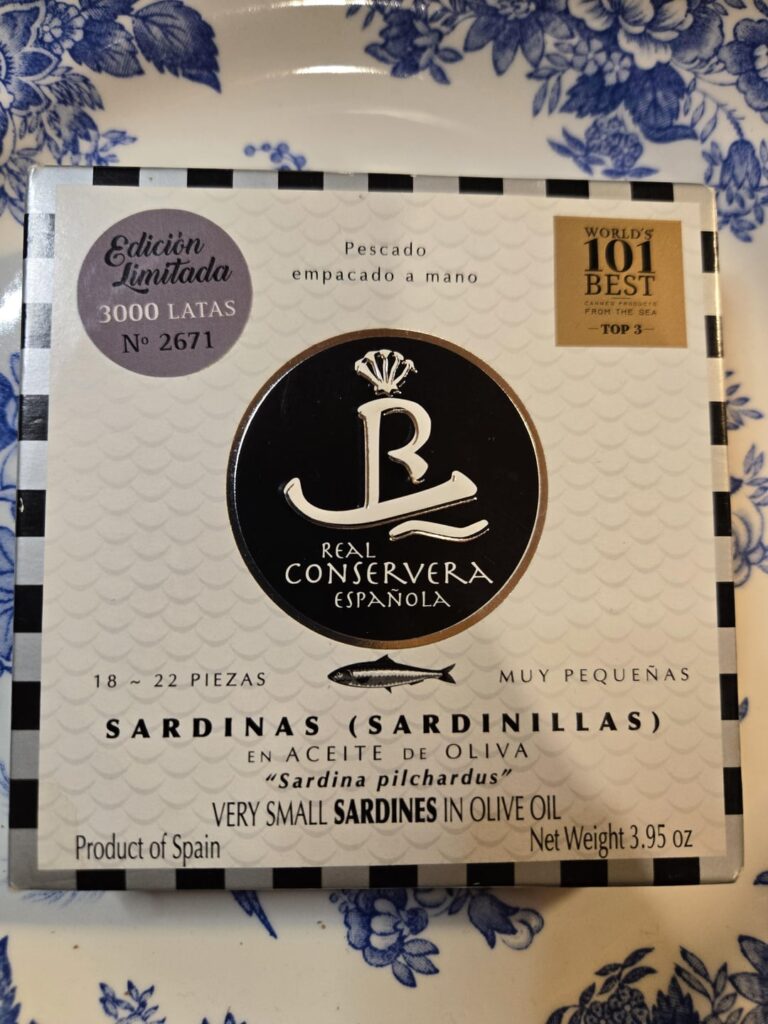 Edición
Limitada
3000 LATAS
Nº 2671
Pescado
empacado a mano
WORLD'S
101
BEST
CANNED PRODUCTS
FROM THE SEA
TOP 3
REAL
CONSERVERA
ESPAÑOLA
18 ~ 22 PIEZAS
MUY PEQUEÑAS
SARDINAS (SARDINILLAS)
EN ACEITE DE OLIVA
"Sardina pilchardus"
VERY SMALL SARDINES IN OLIVE OIL
Product of Spain
Net Weight 3.95 oz